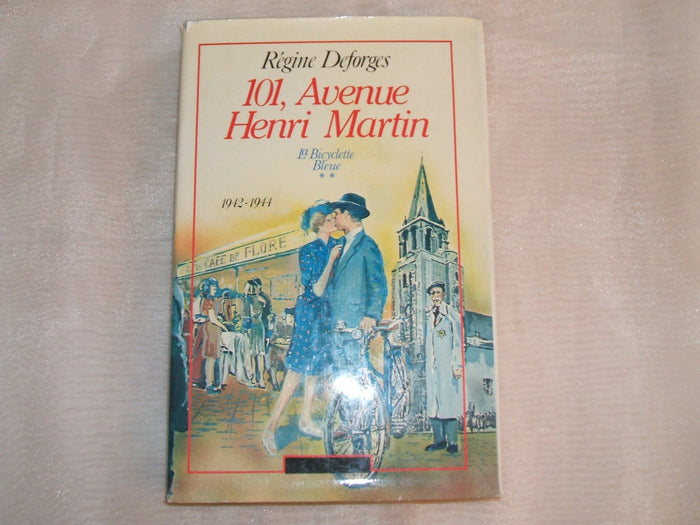 Régine Deforges
101, Avenue
Henri Martin
La Bicyclette
Bleue
**
1942-1944
CAFÉ DE FLORE